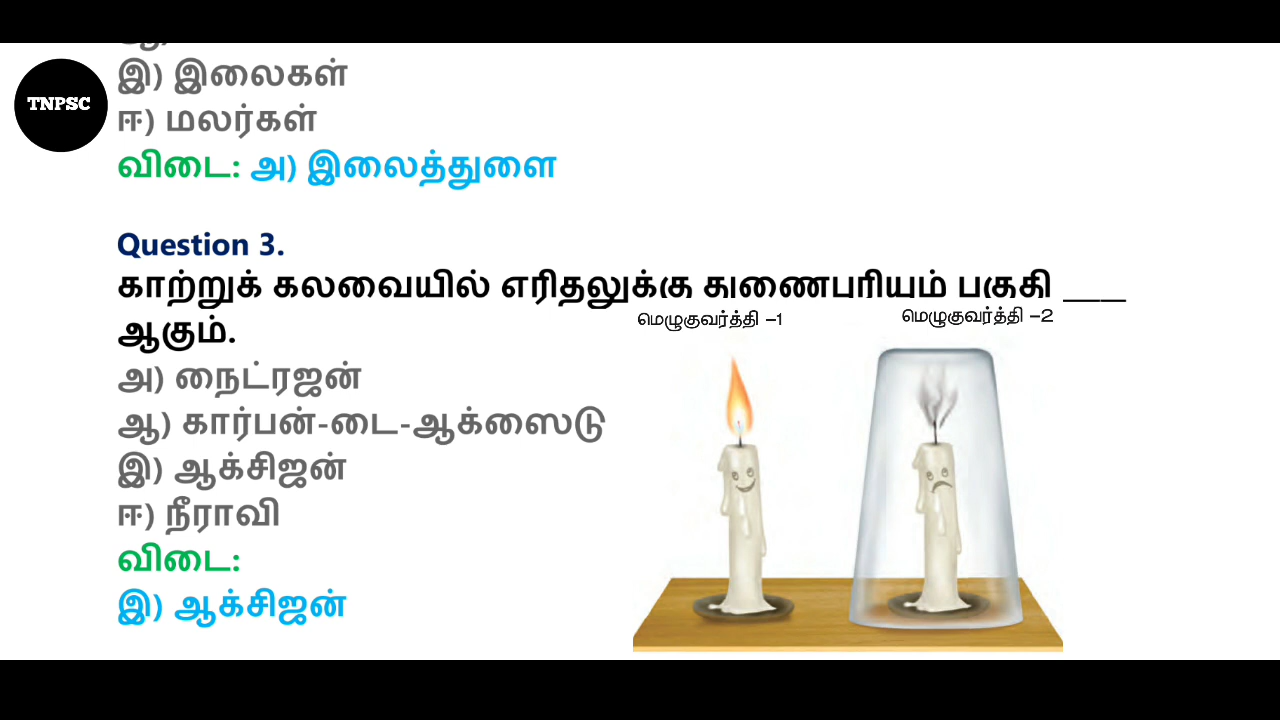 TNPSC
இ) இலைகள்
ஈ) மலர்கள்
விடை: அ) இலைத்துளை
Question 3.
காற்றுக் கலவையில் எரிதலுக்கு துணைபுரியும் பகுதி ____
ஆகும்.
மெழுகுவர்த்தி –1
மெழுகுவர்த்தி –2
அ) நைட்ரஜன்
ஆ) கார்பன்-டை-ஆக்ஸைடு
இ) ஆக்சிஜன்
ஈ) நீராவி
விடை:
இ) ஆக்சிஜன்